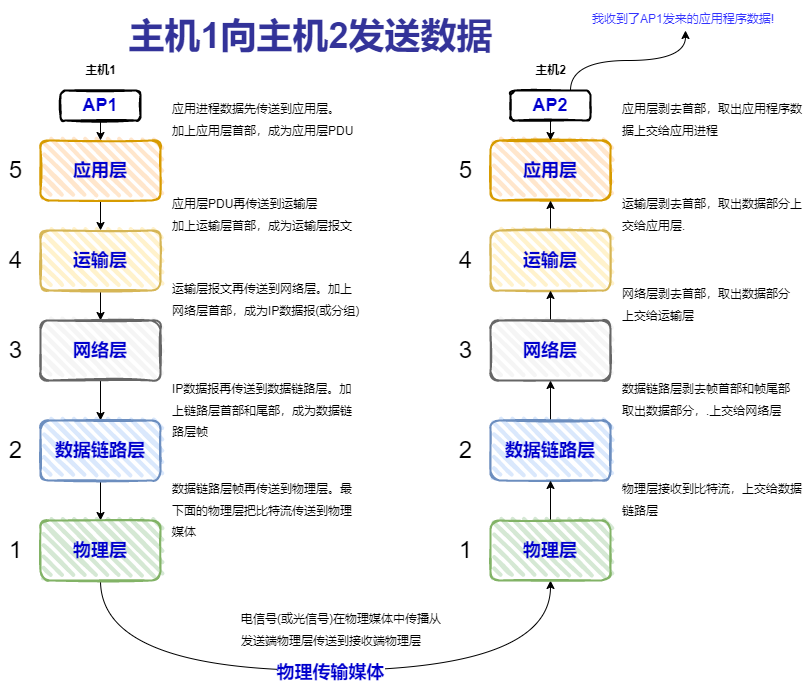 我收到了AP1发来的应用程序数据!
主机1向主机2发送数据
主机1
AP1
应用进程数据先传送到应用层。
加上应用层首部，成为应用层PDU
5
应用层
应用层PDU再传送到运输层
加上运输层首部，成为运输层报文
4
运输层
运输层报文再传送到网络层。加上
网络层首部，成为IP数据报(或分组)
3
网络层
IP数据报再传送到数据链路层。加
上链路层首部和尾部，成为数据链
路层帧
2
数据链路层
数据链路层帧再传送到物理层。最
下面的物理层把比特流传送到物理
媒体
1
物理层
电信号(或光信号)在物理媒体中传播从
发送端物理层传送到接收端物理层
物理传输媒体
主机2
AP2
应用层剥去首部，取出应用程序数
据上交给应用进程
5
应用层
运输层剥去首部，取出数据部分上
交给应用层.
4
运输层
网络层剥去首部，取出数据部分
上交给运输层
3
网络层
数据链路层剥去帧首部和帧尾部
取出数据部分，.上交给网络层
2
数据链路层
物理层接收到比特流，上交给数据
链路层
1
物理层